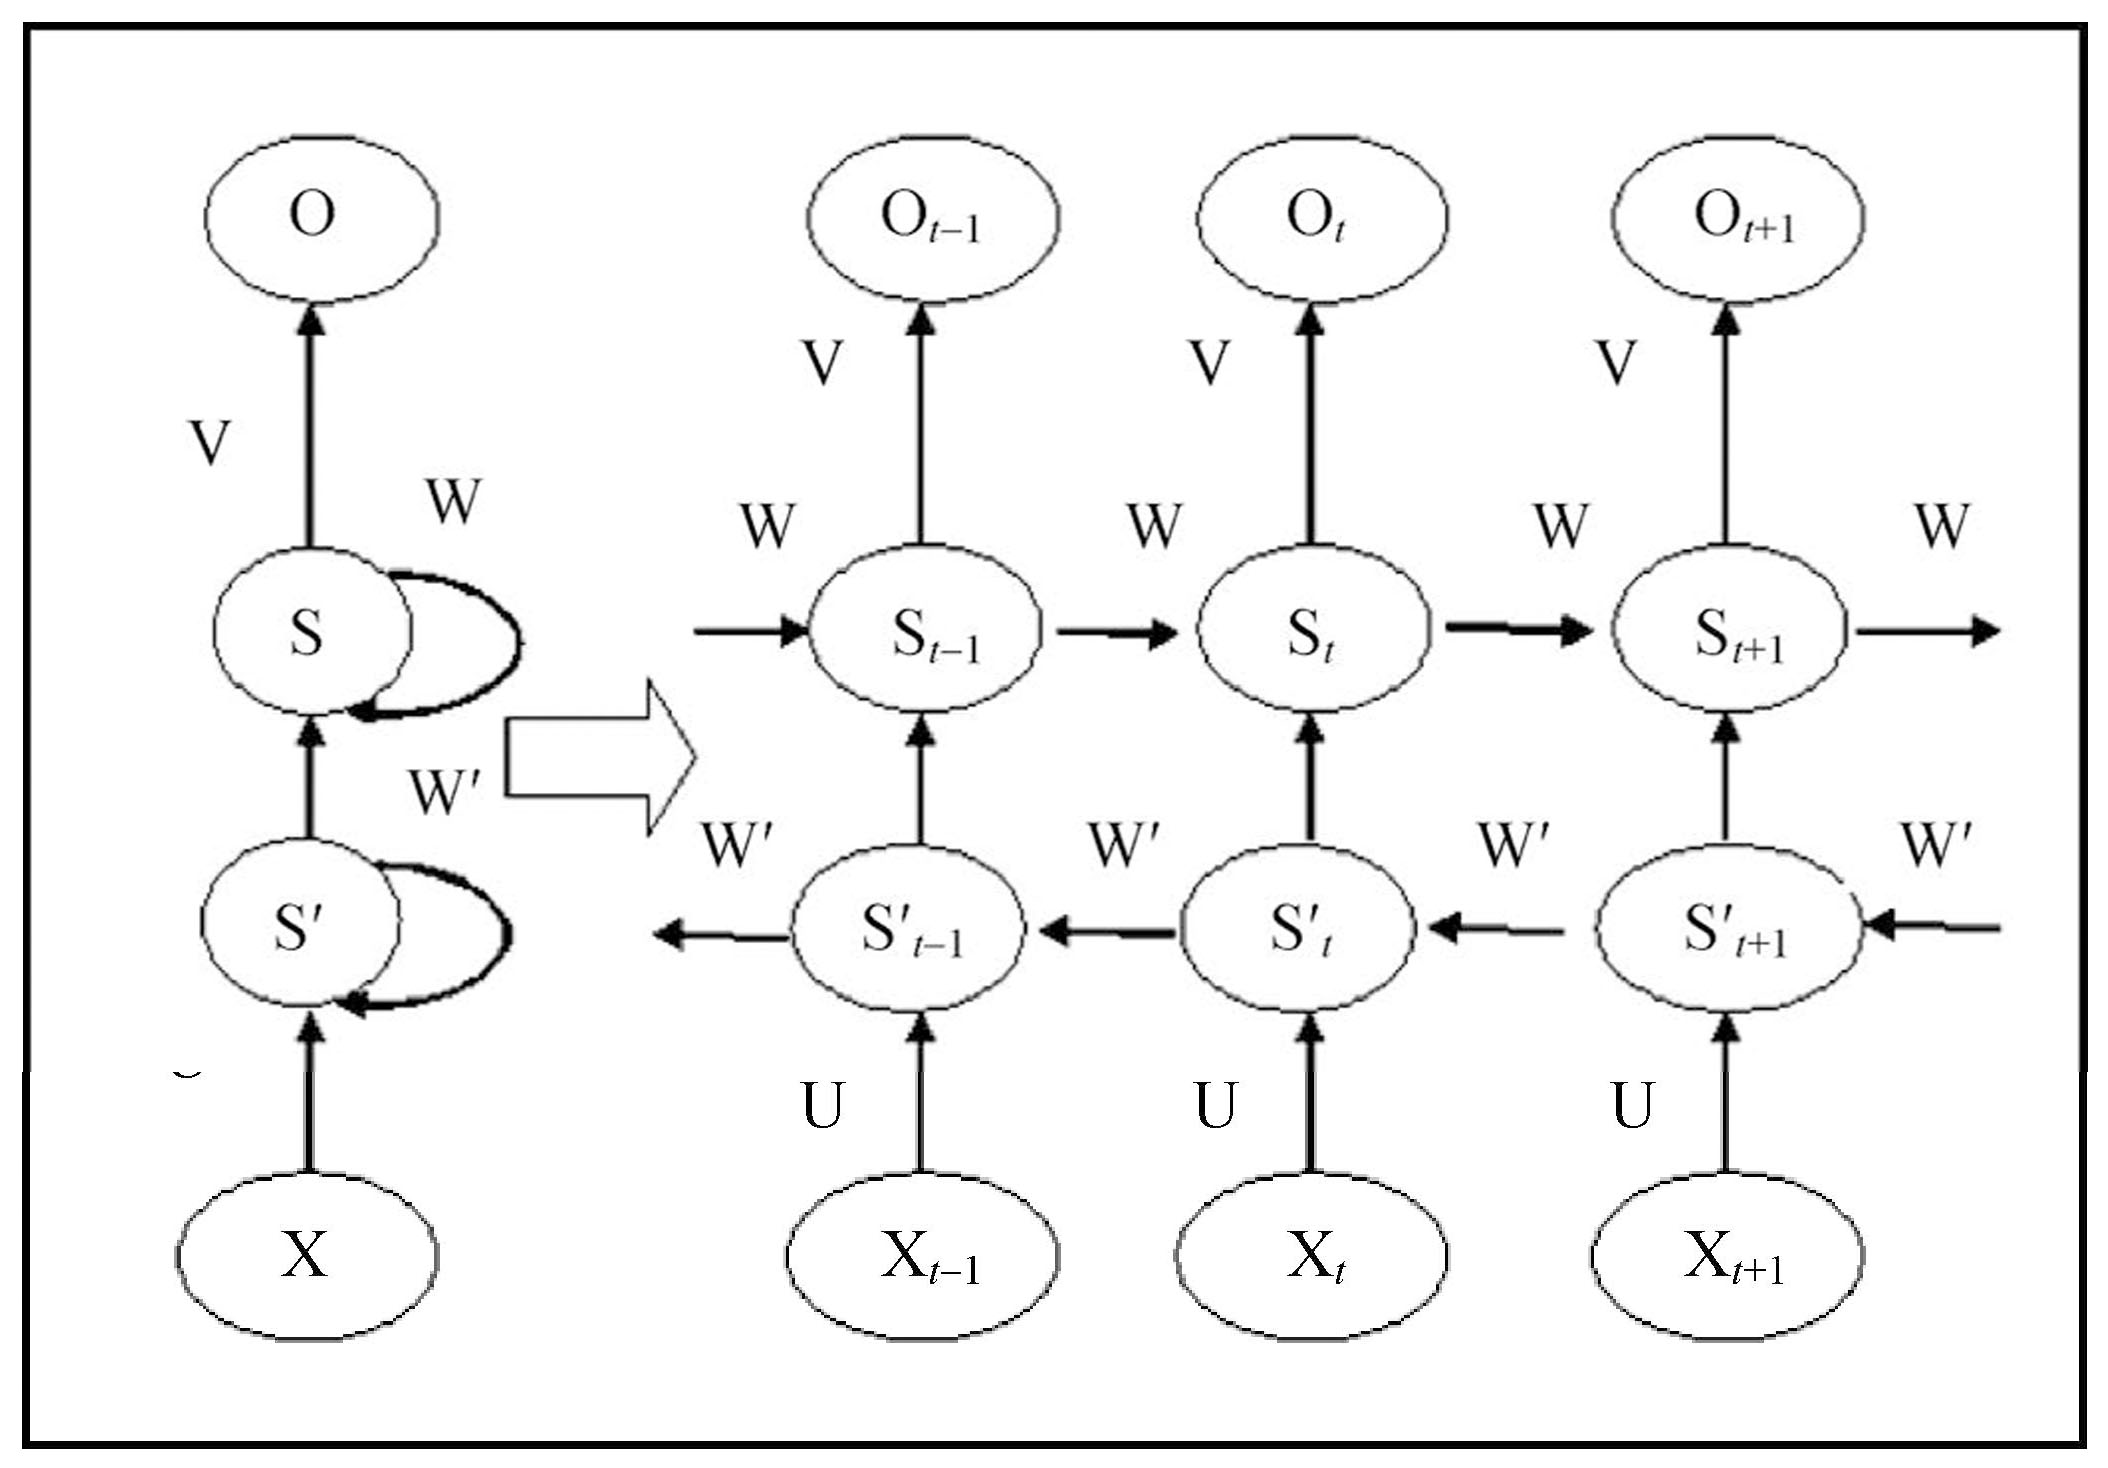 O O_{t−1} O_t O_{t+1}
V V V
V
W W W W W
S S_{t−1} S_t S_{t+1}
W′
W′ W′ W′ W′
S′ S′_{t−1} S′_t S′_{t+1}
U U U
X X_{t−1} X_t X_{t+1}